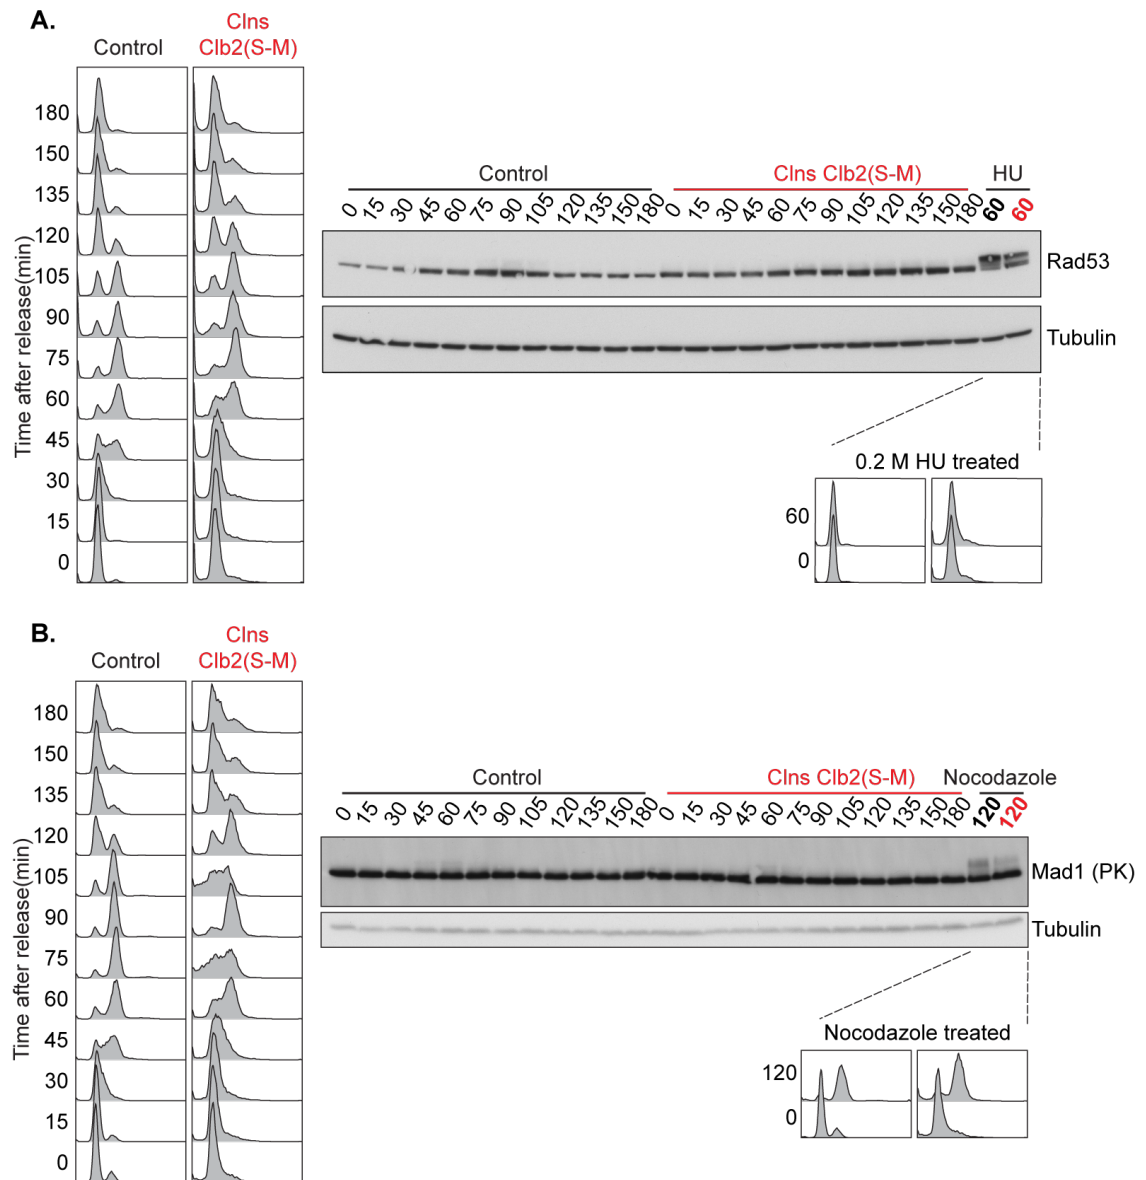 A.
Control
Clns
Clb2(S-M)
Time after release(min)
180
150
135
120
105
90
75
60
45
30
15
0
Control
Clns Clb2(S-M)
HU
0 15 30 45 60 75 90 105 120 135 150 180 0 15 30 45 60 75 90 105 120 135 150 180 60 60
Rad53
Tubulin
0.2 M HU treated
60
0
B.
Control
Clns
Clb2(S-M)
Time after release(min)
180
150
135
120
105
90
75
60
45
30
15
0
Control
Clns Clb2(S-M)
Nocodazole
0 15 30 45 60 75 90 105 120 135 150 180 0 15 30 45 60 75 90 105 120 135 150 180 120 120
Mad1 (PK)
Tubulin
Nocodazole treated
120
0